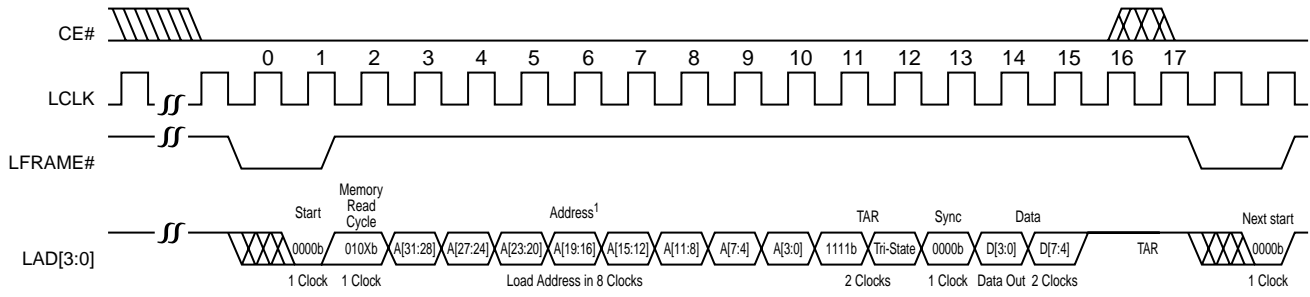 CE#
0 1 2 3 4 5 6 7 8 9 10 11 12 13 14 15 16 17
LCLK
LFRAME#
Memory
Start Read Address1 TAR Sync Data Next start
Cycle
LAD[3:0] 0000b 010Xb A[31:28] A[27:24] A[23:20] A[19:16] A[15:12] A[11:8] A[7:4] A[3:0] 1111b Tri-State 0000b D[3:0] D[7:4] TAR 0000b
1 Clock 1 Clock Load Address in 8 Clocks 2 Clocks 1 Clock Data Out 2 Clocks 1 Clock